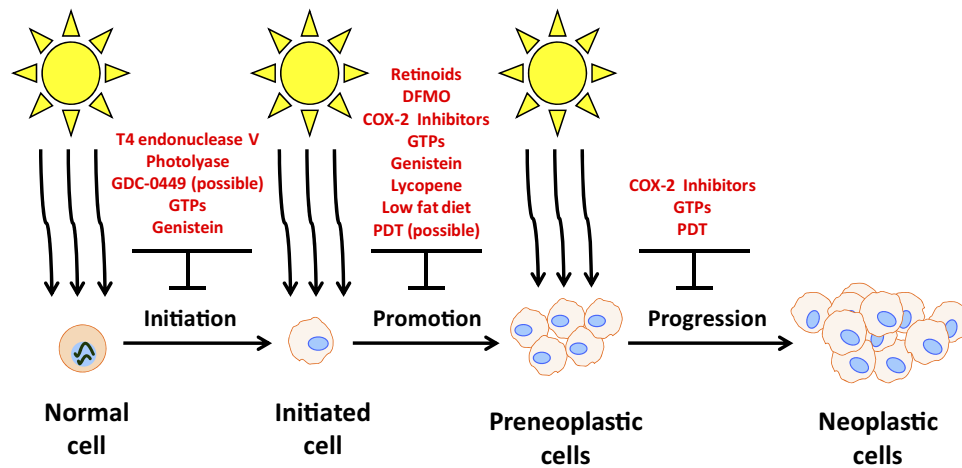 T4 endonuclease V
Photolyase
GDC-0449 (possible)
GTPs
Genistein
Retinoids
DFMO
COX-2 Inhibitors
GTPs
Genistein
Lycopene
Low fat diet
PDT (possible)
COX-2 Inhibitors
GTPs
PDT
Initiation
Promotion
Progression
Normal
cell
Initiated
cell
Preneoplastic
cells
Neoplastic
cells